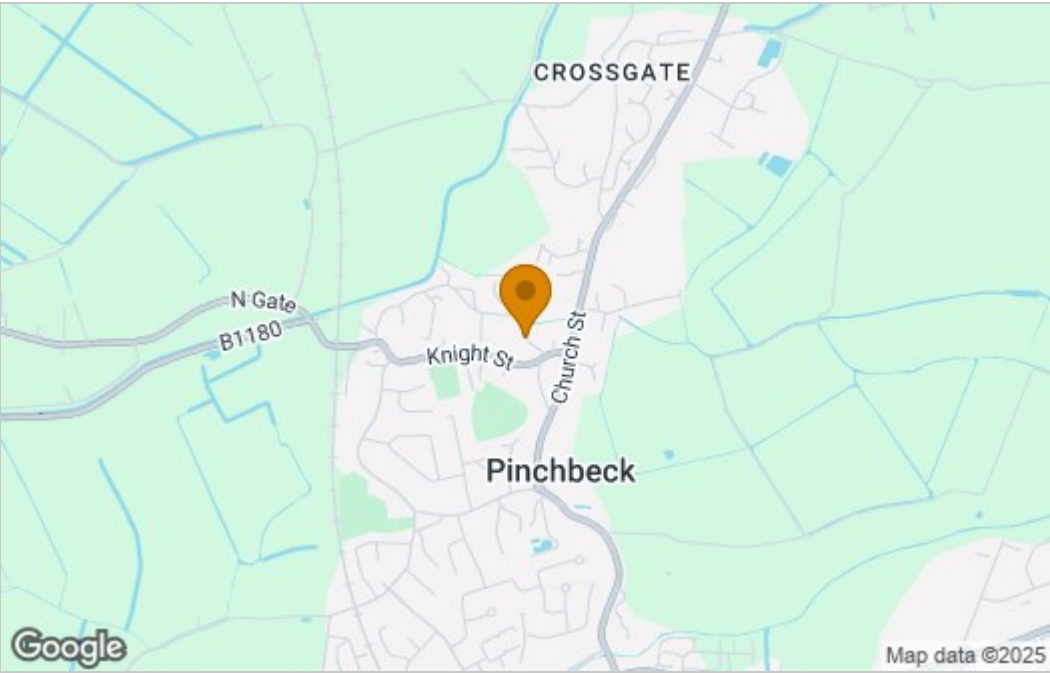 CROSSGATE
N Gate
B1180
Knight St
Church St
Pinchbeck
Google
Map data ©2025